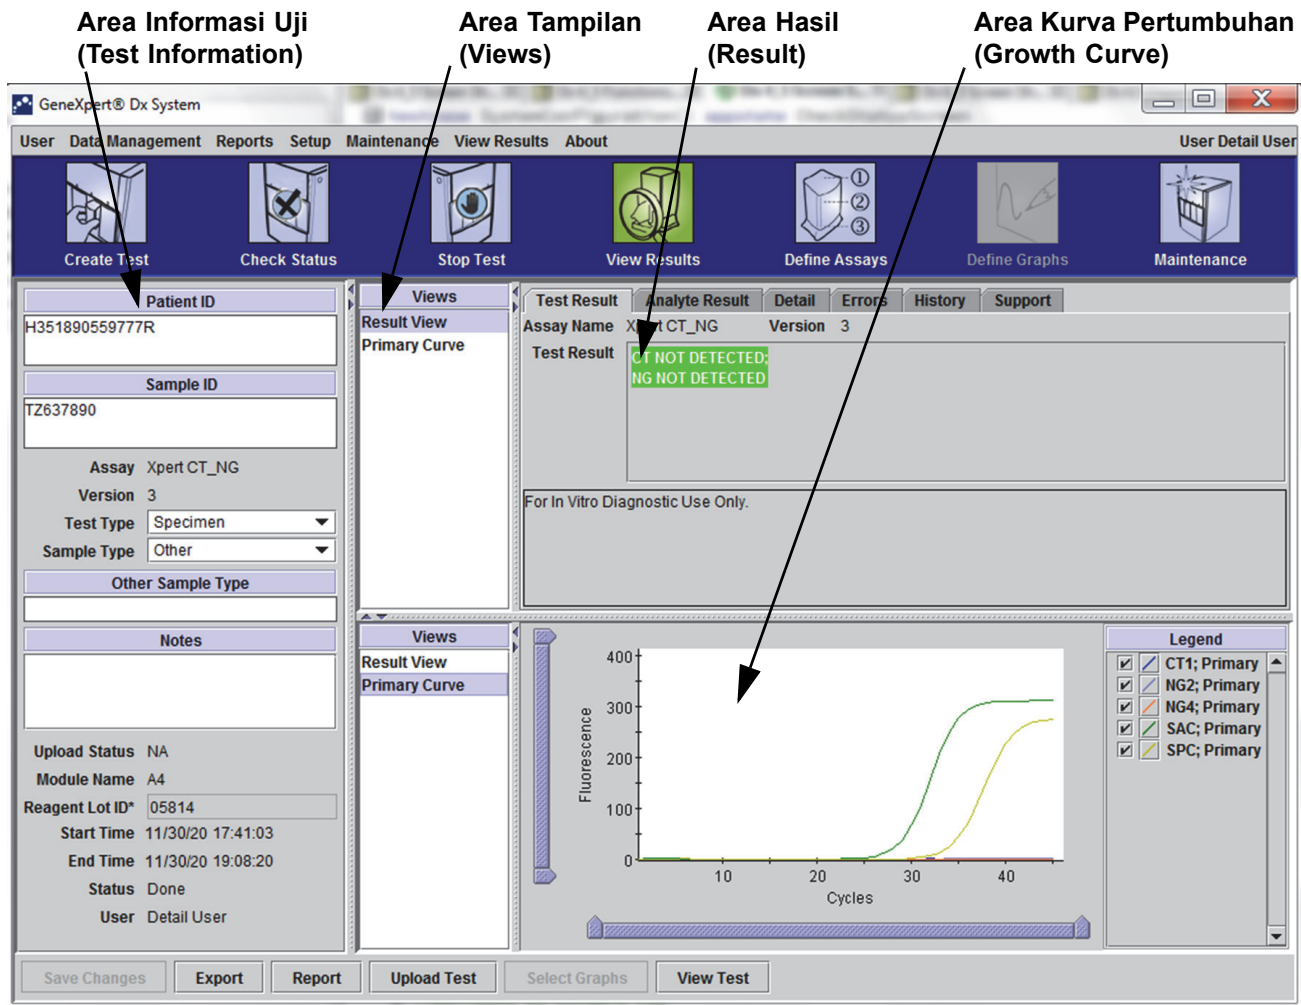 Area Informasi Uji
(Test Information)
Area Tampilan
(Views)
Area Hasil
(Result)
Area Kurva Pertumbuhan
(Growth Curve)
GeneXpert® Dx System
User Data Management Reports Setup Maintenance View Results About
User Detail User
Create Test
Check Status
Stop Test
View Results
①
②
③
Define Assays
Define Graphs
Maintenance
Patient ID
H351890559777R
Sample ID
TZ637890
Assay Xpert CT_NG
Version 3
Test Type Specimen
Sample Type Other
Other Sample Type
Notes
Upload Status NA
Module Name A4
Reagent Lot ID* 05814
Start Time 11/30/20 17:41:03
End Time 11/30/20 19:08:20
Status Done
User Detail User
Views
Result View
Primary Curve
Test Result Analyte Result Detail Errors History Support
Assay Name Xpert CT_NG Version 3
Test Result
CT NOT DETECTED;
NG NOT DETECTED
For In Vitro Diagnostic Use Only.
Views
Result View
Primary Curve
Fluorescence
400
300
200
100
0
10 20 30 40
Cycles
Legend
CT1; Primary
NG2; Primary
NG4; Primary
SAC; Primary
SPC; Primary
Save Changes Export Report Upload Test Select Graphs View Test